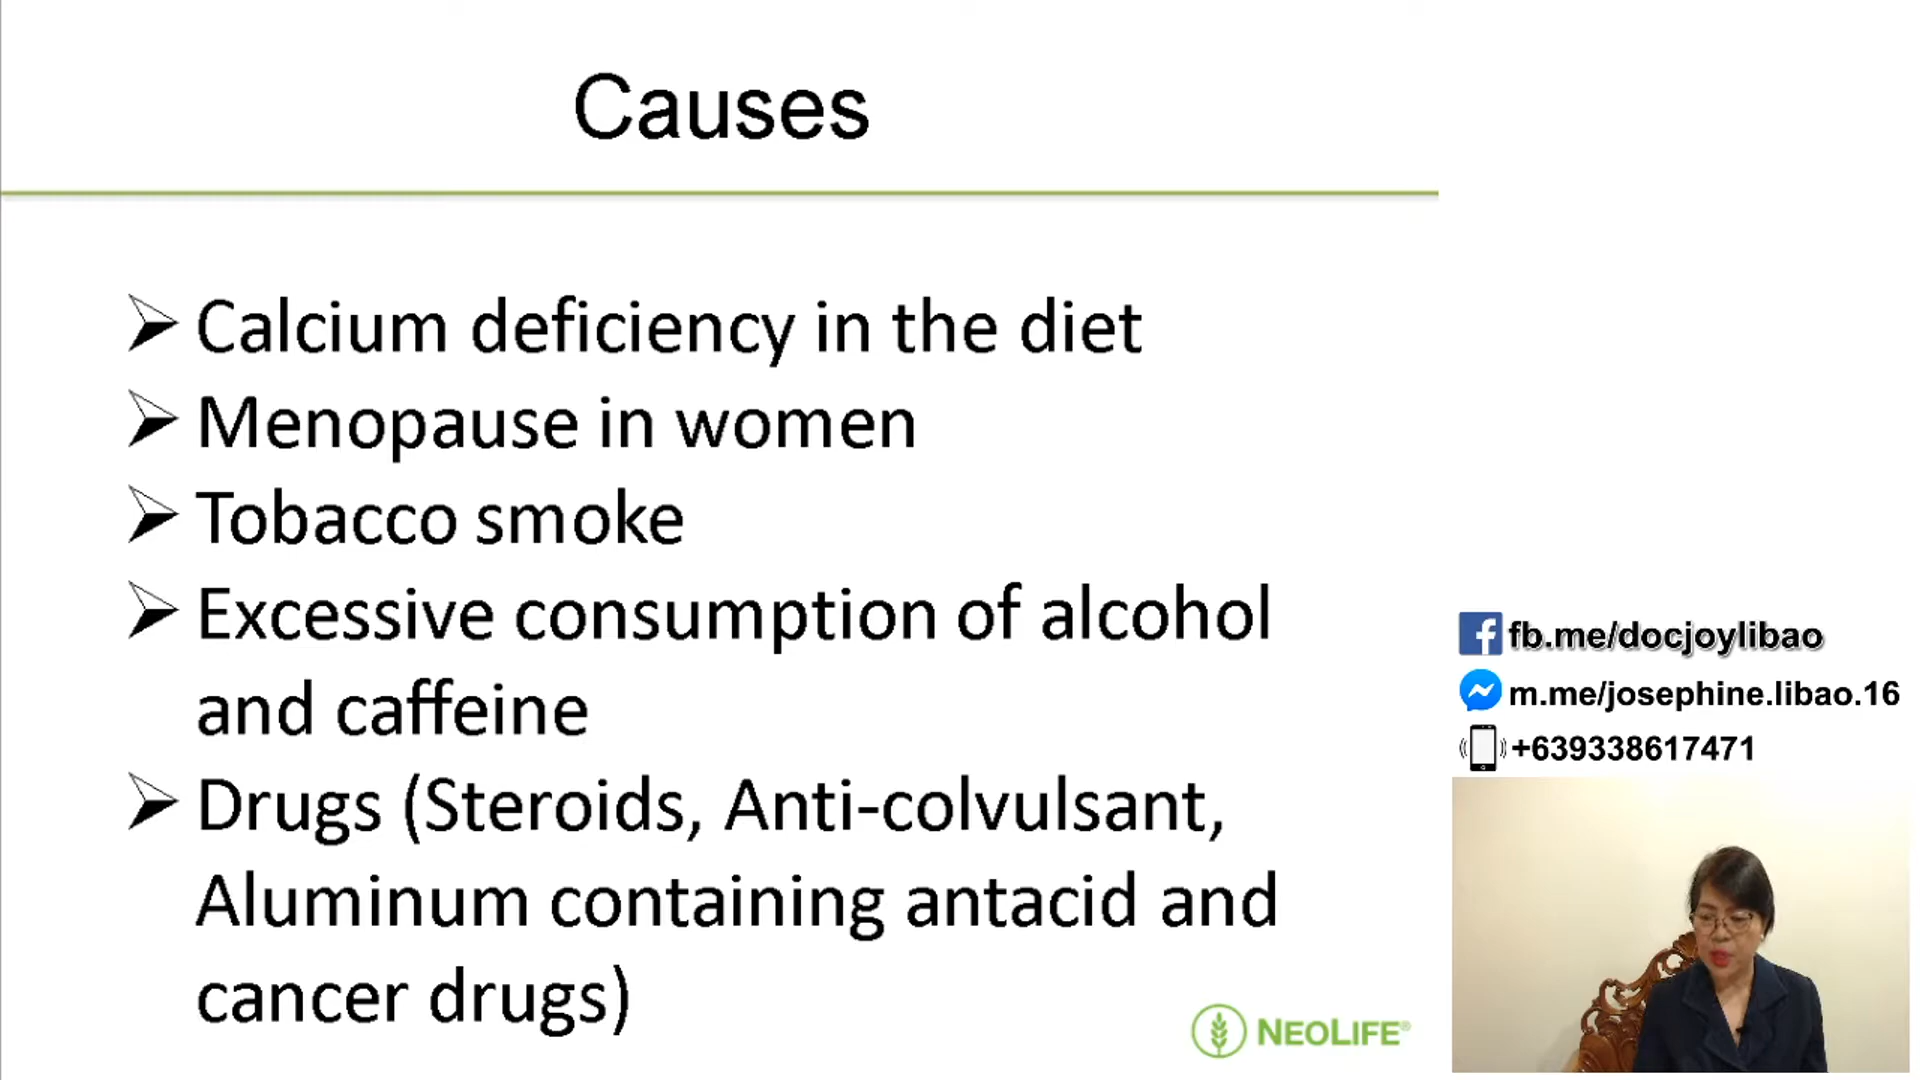 Causes
Calcium deficiency in the diet
Menopause in women
Tobacco smoke
Excessive consumption of alcohol
and caffeine
Drugs (Steroids, Anti-colvulsant,
Aluminum containing antacid and
cancer drugs)
NEOLIFE®
fb.me/docjoylibao
m.me/josephine.libao.16
+639338617471